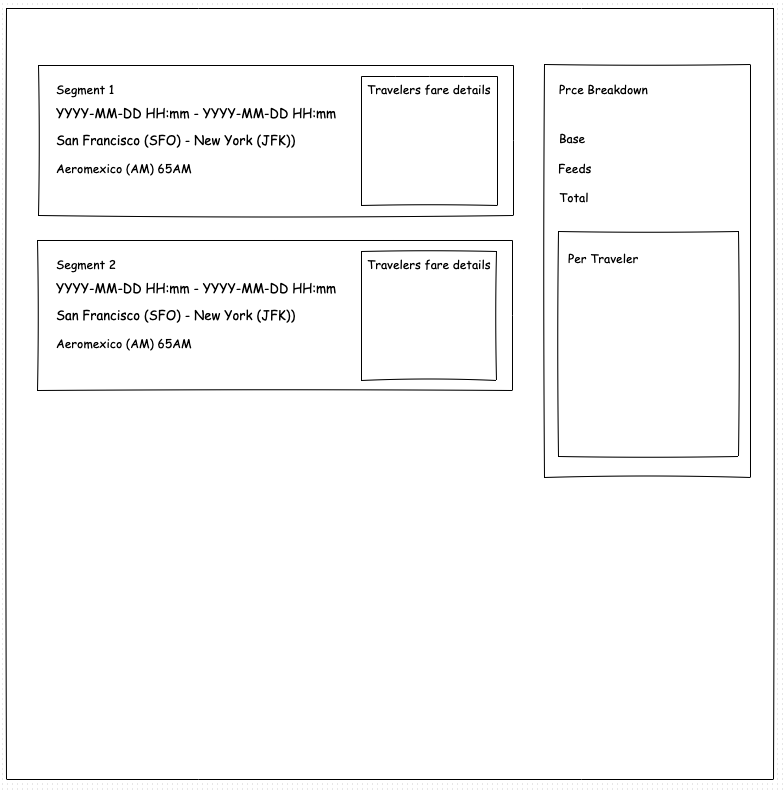 Segment 1
YYYY-MM-DD HH:mm - YYYY-MM-DD HH:mm
San Francisco (SFO) - New York (JFK))
Aeromexico (AM) 65AM
Travelers fare details
Segment 2
YYYY-MM-DD HH:mm - YYYY-MM-DD HH:mm
San Francisco (SFO) - New York (JFK))
Aeromexico (AM) 65AM
Travelers fare details
Prce Breakdown
Base
Feeds
Total
Per Traveler